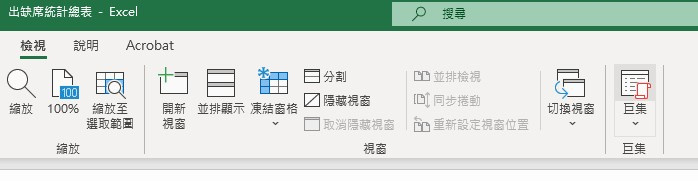 出缺席統計總表 - Excel
搜尋
檢視 說明 Acrobat
縮放
100
100%
縮放至
選取範圍
縮放
開新
視窗
並排顯示
凍結窗格
分割
隱藏視窗
取消隱藏視窗
並排檢視
同步捲動
重新設定視窗位置
切換視窗
視窗
巨集
巨集